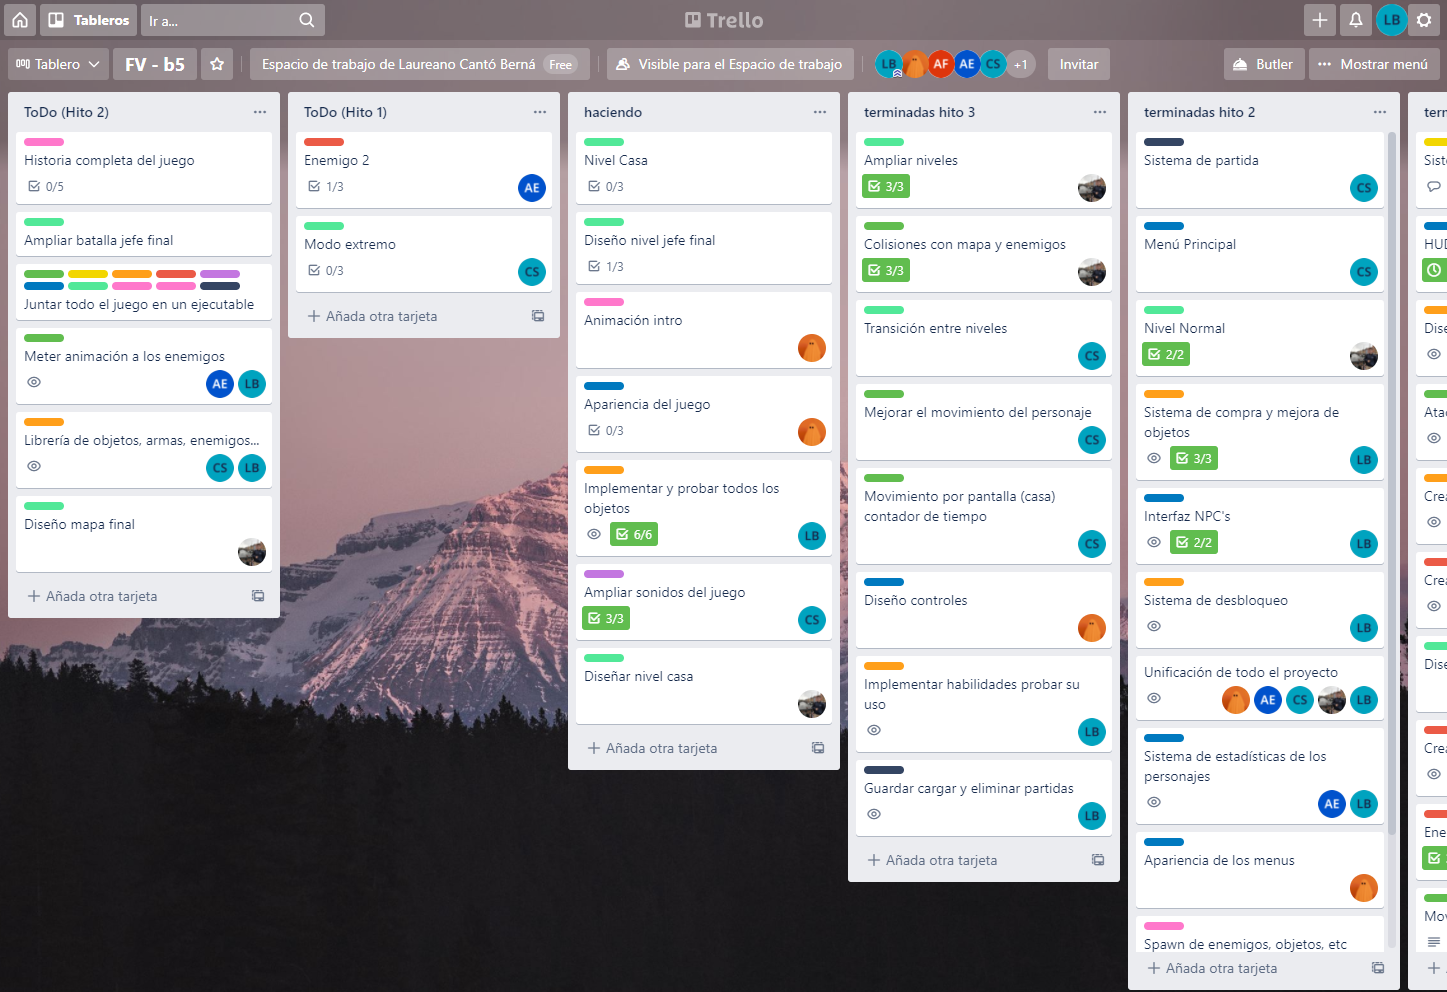 Tableros
Ir a...
Trello
LB
Tablero
FV - b5
Espacio de trabajo de Laureano Cantó Berná
Free
Visible para el Espacio de trabajo
LB
AF
AE
CS
+1
Invitar
Butler
Mostrar menú
ToDo (Hito 2)
Historia completa del juego
0/5
Ampliar batalla jefe final
Juntar todo el juego en un ejecutable
Meter animación a los enemigos
AE
LB
Librería de objetos, armas, enemigos...
CS
LB
Diseño mapa final
Añada otra tarjeta
ToDo (Hito 1)
Enemigo 2
1/3
AE
Modo extremo
0/3
CS
Añada otra tarjeta
haciendo
Nivel Casa
0/3
Diseño nivel jefe final
1/3
Animación intro
Apariencia del juego
0/3
Implementar y probar todos los
objetos
6/6
LB
Ampliar sonidos del juego
3/3
CS
Diseñar nivel casa
Añada otra tarjeta
terminadas hito 3
Ampliar niveles
3/3
Colisiones con mapa y enemigos
3/3
Transición entre niveles
CS
Mejorar el movimiento del personaje
CS
Movimiento por pantalla (casa)
contador de tiempo
CS
Diseño controles
Implementar habilidades probar su
uso
LB
Guardar cargar y eliminar partidas
LB
Añada otra tarjeta
terminadas hito 2
Sistema de partida
CS
Menú Principal
CS
Nivel Normal
2/2
Sistema de compra y mejora de
objetos
3/3
LB
Interfaz NPC's
2/2
LB
Sistema de desbloqueo
LB
Unificación de todo el proyecto
AE
CS
LB
Sistema de estadísticas de los
personajes
AE
LB
Apariencia de los menus
Spawn de enemigos, objetos, etc
Añada otra tarjeta